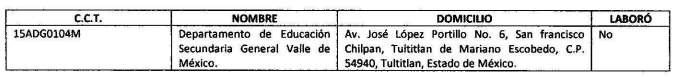 C.C.T. NOMBRE DOMICILIO LABORÓ
15ADG0104M Departamento de Educación Av. José López Portillo No. 6, San francisco No
Secundaria General Valle de Chilpan, Tultitlan de Mariano Escobedo, C.P.
México. 54940, Tultitlan, Estado de México.